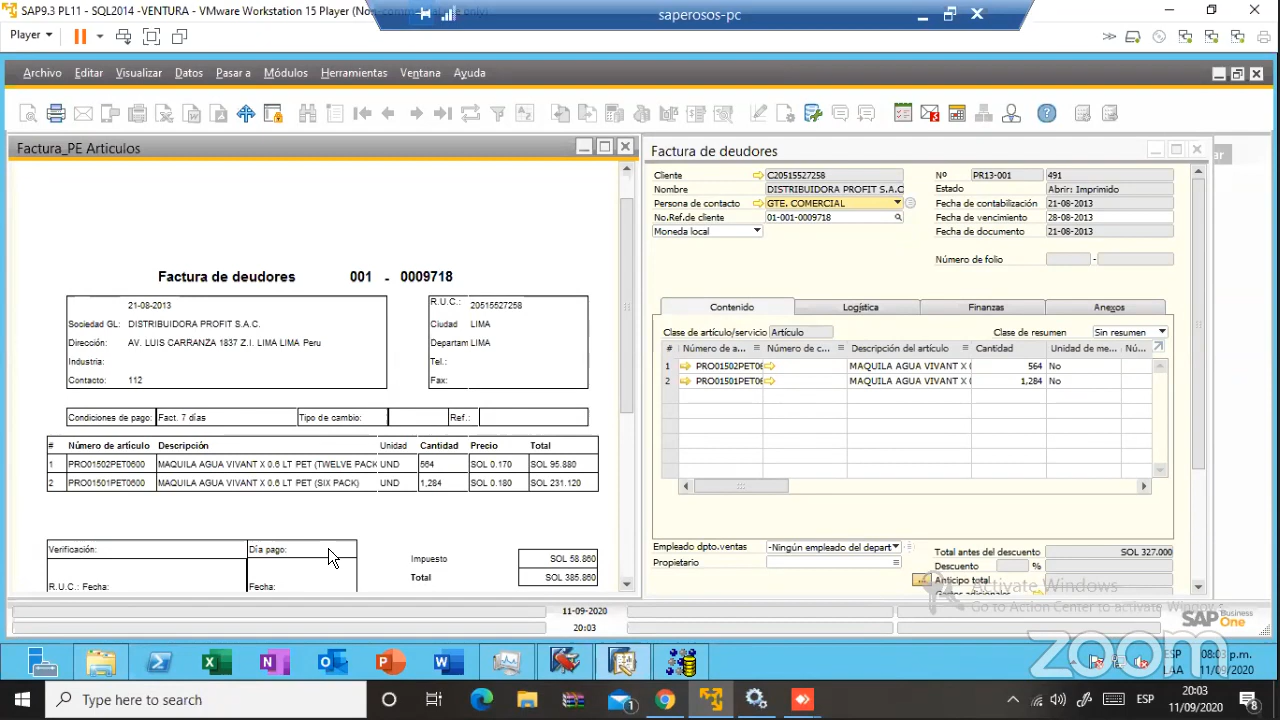 SAP9.3 PL11 - SQL2014 -VENTURA - VMware Workstation 15 Player (Non-commercial use only)
saperosos-pc
Player
Archivo Editar Visualizar Datos Pasar a Módulos Herramientas Ventana Ayuda
Factura_PE Articulos
Factura de deudores 001 - 0009718
21-08-2013
Sociedad GL: DISTRIBUIDORA PROFIT S.A.C.
Dirección: AV. LUIS CARRANZA 1837 Z.I. LIMA LIMA Peru
Industria:
Contacto: 112
R.U.C.: 20515527258
Ciudad LIMA
Departam LIMA
Tel.:
Fax:
Condiciones de pago: Fact. 7 días Tipo de cambio: Ref.:
# Número de artículo Descripción Unidad Cantidad Precio Total
1 PRO01502PET0600 MAQUILA AGUA VIVANT X 0.6 LT PET (TWELVE PACK UND 564 SOL 0.170 SOL 95.880
2 PRO01501PET0600 MAQUILA AGUA VIVANT X 0.6 LT PET (SIX PACK) UND 1,284 SOL 0.180 SOL 231.120
Verificación: Día pago:
R.U.C.: Fecha: Fecha:
Impuesto SOL 58.860
Total SOL 385.860
Factura de deudores
ar
Cliente C20515527258
Nombre DISTRIBUIDORA PROFIT S.A.C
Persona de contacto GTE. COMERCIAL
No.Ref.de cliente 01-001-0009718
Moneda local
Nº PR13-001 491
Estado Abrir: Imprimido
Fecha de contabilización 21-08-2013
Fecha de vencimiento 28-08-2013
Fecha de documento 21-08-2013
Número de folio -
Contenido Logística Finanzas Anexos
Clase de artículo/servicio Artículo Clase de resumen Sin resumen
# Número de a... Número de c... Descripción del artículo Cantidad Unidad de me... Nú...
1 PRO01502PET06 MAQUILA AGUA VIVANT X ( 564 No
2 PRO01501PET06 MAQUILA AGUA VIVANT X ( 1,284 No
Empleado dpto.ventas -Ningún empleado del depart
Propietario
Total antes del descuento SOL 327.000
Descuento %
Anticipo total
Gastos adicionales
Activate Windows
Go to Action Center to activate Windows.
11-09-2020
20:03
SAP Business One
zoom
ESP
LAA
08:03 p.m.
11/09/2020
Type here to search
1
ESP
20:03
11/09/2020
8